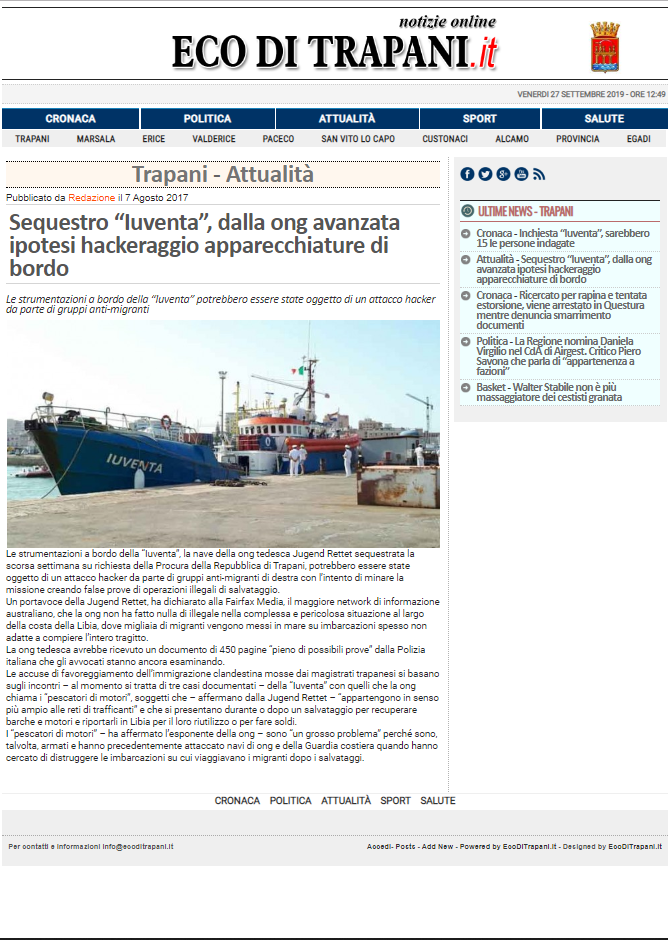 notizie online
ECO DI TRAPANI.it
VENERDI 27 SETTEMBRE 2019 - ORE 12:49
CRONACA POLITICA ATTUALITÀ SPORT SALUTE
TRAPANI MARSALA ERICE VALDERICE PACECO SAN VITO LO CAPO CUSTONACI ALCAMO PROVINCIA EGADI
Trapani - Attualità
Pubblicato da Redazione il 7 Agosto 2017
Sequestro “Iuventa”, dalla ong avanzata
ipotesi hackeraggio apparecchiature di
bordo
Le strumentazioni a bordo della “Iuventa” potrebbero essere state oggetto di un attacco hacker
da parte di gruppi anti-migranti
IUVENTA
Le strumentazioni a bordo della “Iuventa”, la nave della ong tedesca Jugend Rettet sequestrata la
scorsa settimana su richiesta della Procura della Repubblica di Trapani, potrebbero essere state
oggetto di un attacco hacker da parte di gruppi anti-migranti di destra con l’intento di minare la
missione creando false prove di operazioni illegali di salvataggio.
Un portavoce della Jugend Rettet, ha dichiarato alla Fairfax Media, il maggiore network di informazione
australiano, che la ong non ha fatto nulla di illegale nella complessa e pericolosa situazione al largo
della costa della Libia, dove migliaia di migranti vengono messi in mare su imbarcazioni spesso non
adatte a compiere l’intero tragitto.
La ong tedesca avrebbe ricevuto un documento di 450 pagine “pieno di possibili prove” dalla Polizia
italiana che gli avvocati stanno ancora esaminando.
Le accuse di favoreggiamento dell’immigrazione clandestina mosse dai magistrati trapanesi si basano
sugli incontri – al momento si tratta di tre casi documentati – della “Iuventa” con quelli che la ong
chiama i “pescatori di motori”, soggetti che – affermano dalla Jugend Rettet – “appartengono in senso
più ampio alle reti di trafficanti” e che si presentano durante o dopo un salvataggio per recuperare
barche e motori e riportarli in Libia per il loro riutilizzo o per fare soldi.
I “pescatori di motori” – ha affermato l’esponente della ong – sono “un grosso problema” perché sono,
talvolta, armati e hanno precedentemente attaccato navi di ong e della Guardia costiera quando hanno
cercato di distruggere le imbarcazioni su cui viaggiavano i migranti dopo i salvataggi.
ULTIME NEWS - TRAPANI
Cronaca - Inchiesta “Iuventa”, sarebbero
15 le persone indagate
Attualità - Sequestro “Iuventa”, dalla ong
avanzata ipotesi hackeraggio
apparecchiature di bordo
Cronaca - Ricercato per rapina e tentata
estorsione, viene arrestato in Questura
mentre denuncia smarrimento
documenti
Politica - La Regione nomina Daniela
Virgilio nel CdA di Airgest. Critico Piero
Savona che parla di “appartenenza a
fazioni”
Basket - Walter Stabile non è più
massaggiatore dei cestisti granata
CRONACA POLITICA ATTUALITÀ SPORT SALUTE
Per contatti e informazioni info@ecoditrapani.it
Accedi- Posts - Add New - Powered by EcoDiTrapani.it - Designed by EcoDiTrapani.it